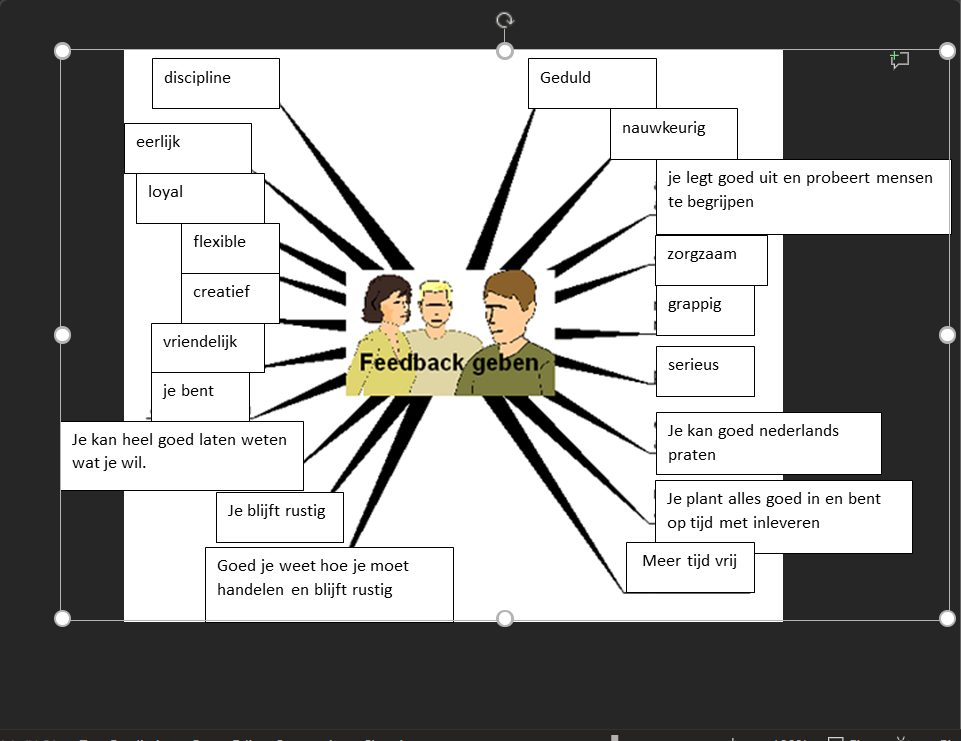 discipline
eerlijk
loyal
flexible
creatief
vriendelijk
je bent
Je kan heel goed laten weten
wat je wil.
Je blijft rustig
Goed je weet hoe je moet
handelen en blijft rustig
Feedback geben
Geduld
nauwkeurig
je legt goed uit en probeert mensen
te begrijpen
zorgzaam
grappig
serieus
Je kan goed nederlands
praten
Je plant alles goed in en bent
op tijd met inleveren
Meer tijd vrij